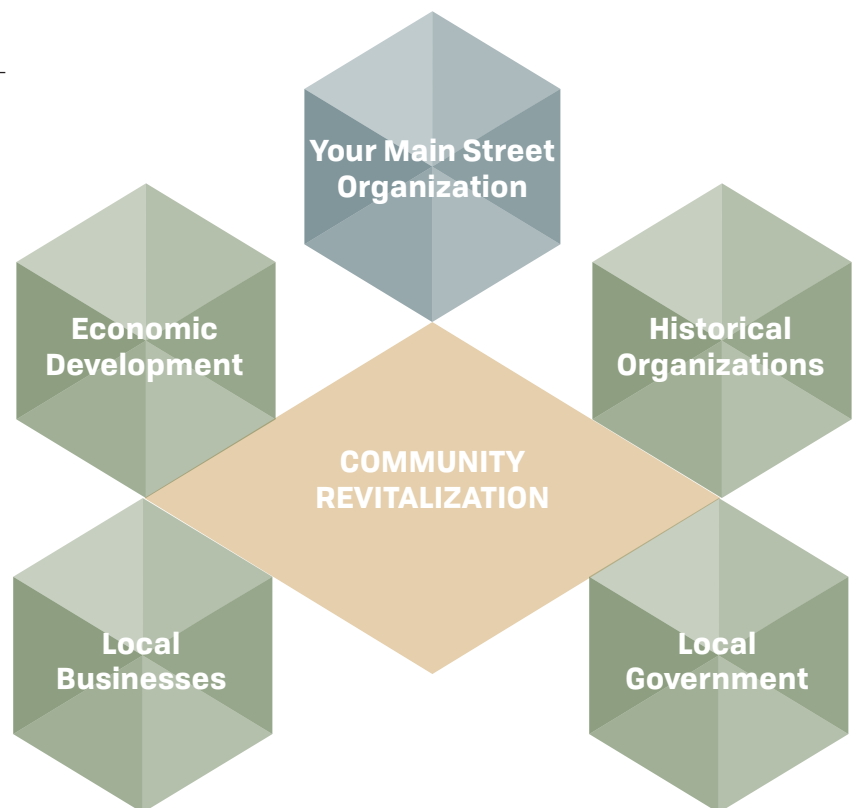 Your Main Street
Organization
Economic
Development
Historical
Organizations
COMMUNITY
REVITALIZATION
Local
Businesses
Local
Government